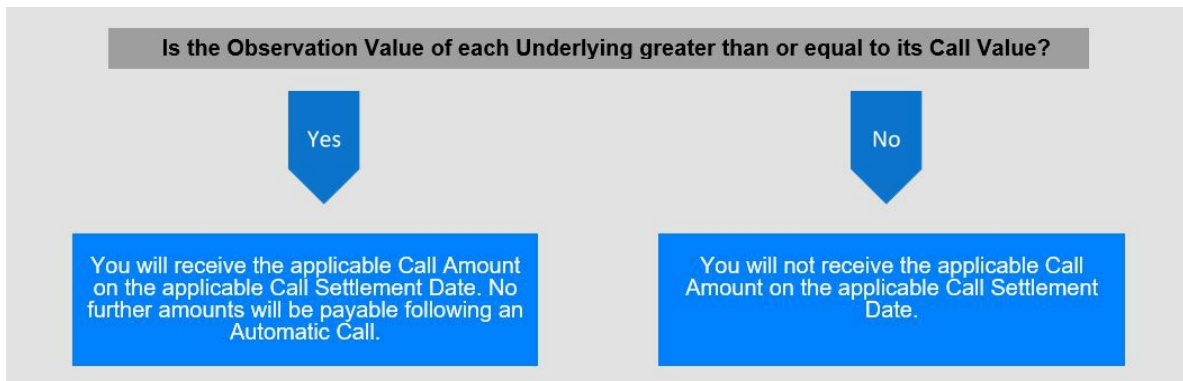 Is the Observation Value of each Underlying greater than or equal to its Call Value?
Yes
No
You will receive the applicable Call Amount
on the applicable Call Settlement Date. No
further amounts will be payable following an
Automatic Call.
You will not receive the applicable Call
Amount on the applicable Call Settlement
Date.